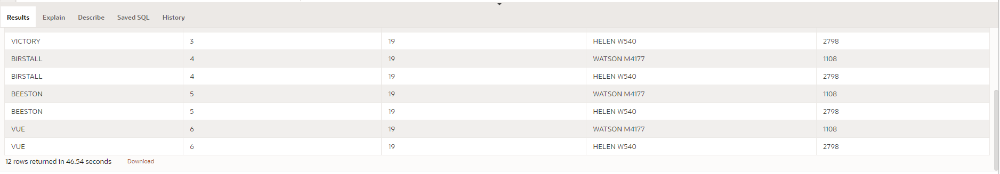 Results Explain Describe Saved SQL History
VICTORY 3 19 HELEN W540 2798
BIRSTALL 4 19 WATSON M4177 1108
BIRSTALL 4 19 HELEN W540 2798
BEESTON 5 19 WATSON M4177 1108
BEESTON 5 19 HELEN W540 2798
VUE 6 19 WATSON M4177 1108
VUE 6 19 HELEN W540 2798
12 rows returned in 46.54 seconds Download